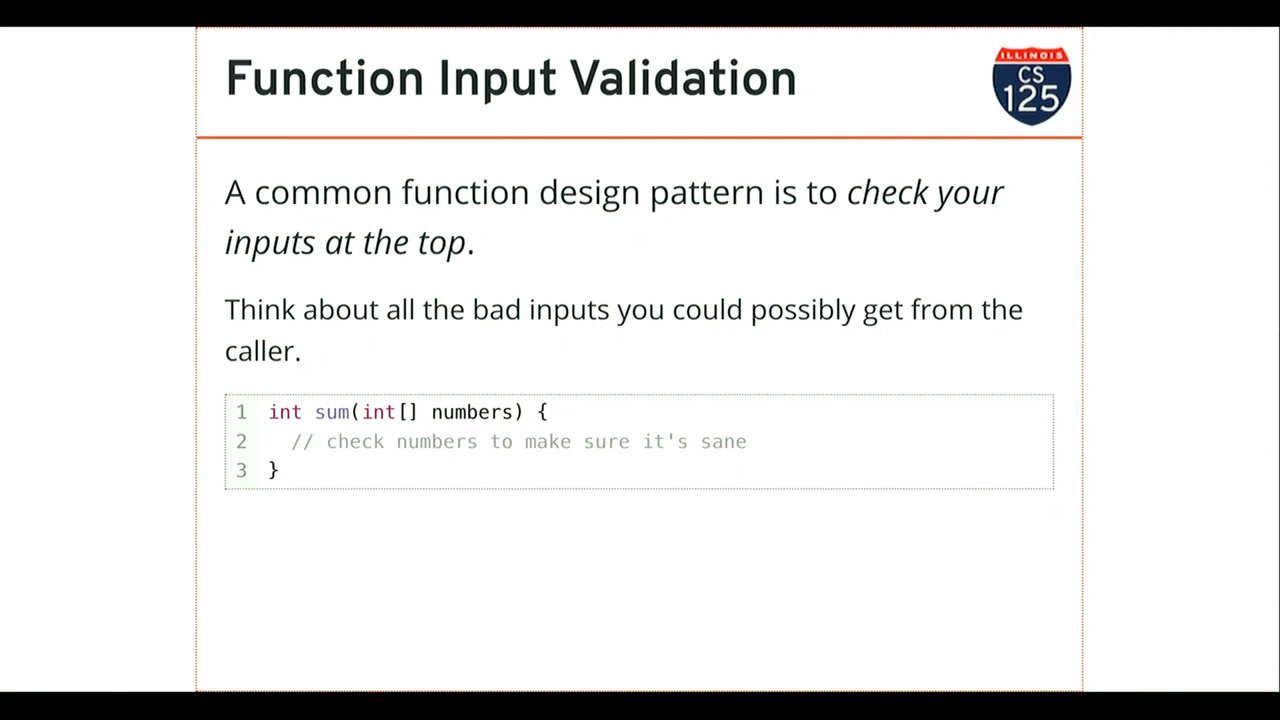 Function Input Validation
ILLINOIS
CS
125
A common function design pattern is to check your
inputs at the top.
Think about all the bad inputs you could possibly get from the
caller.
1 int sum(int[] numbers) {
2   // check numbers to make sure it's sane
3 }